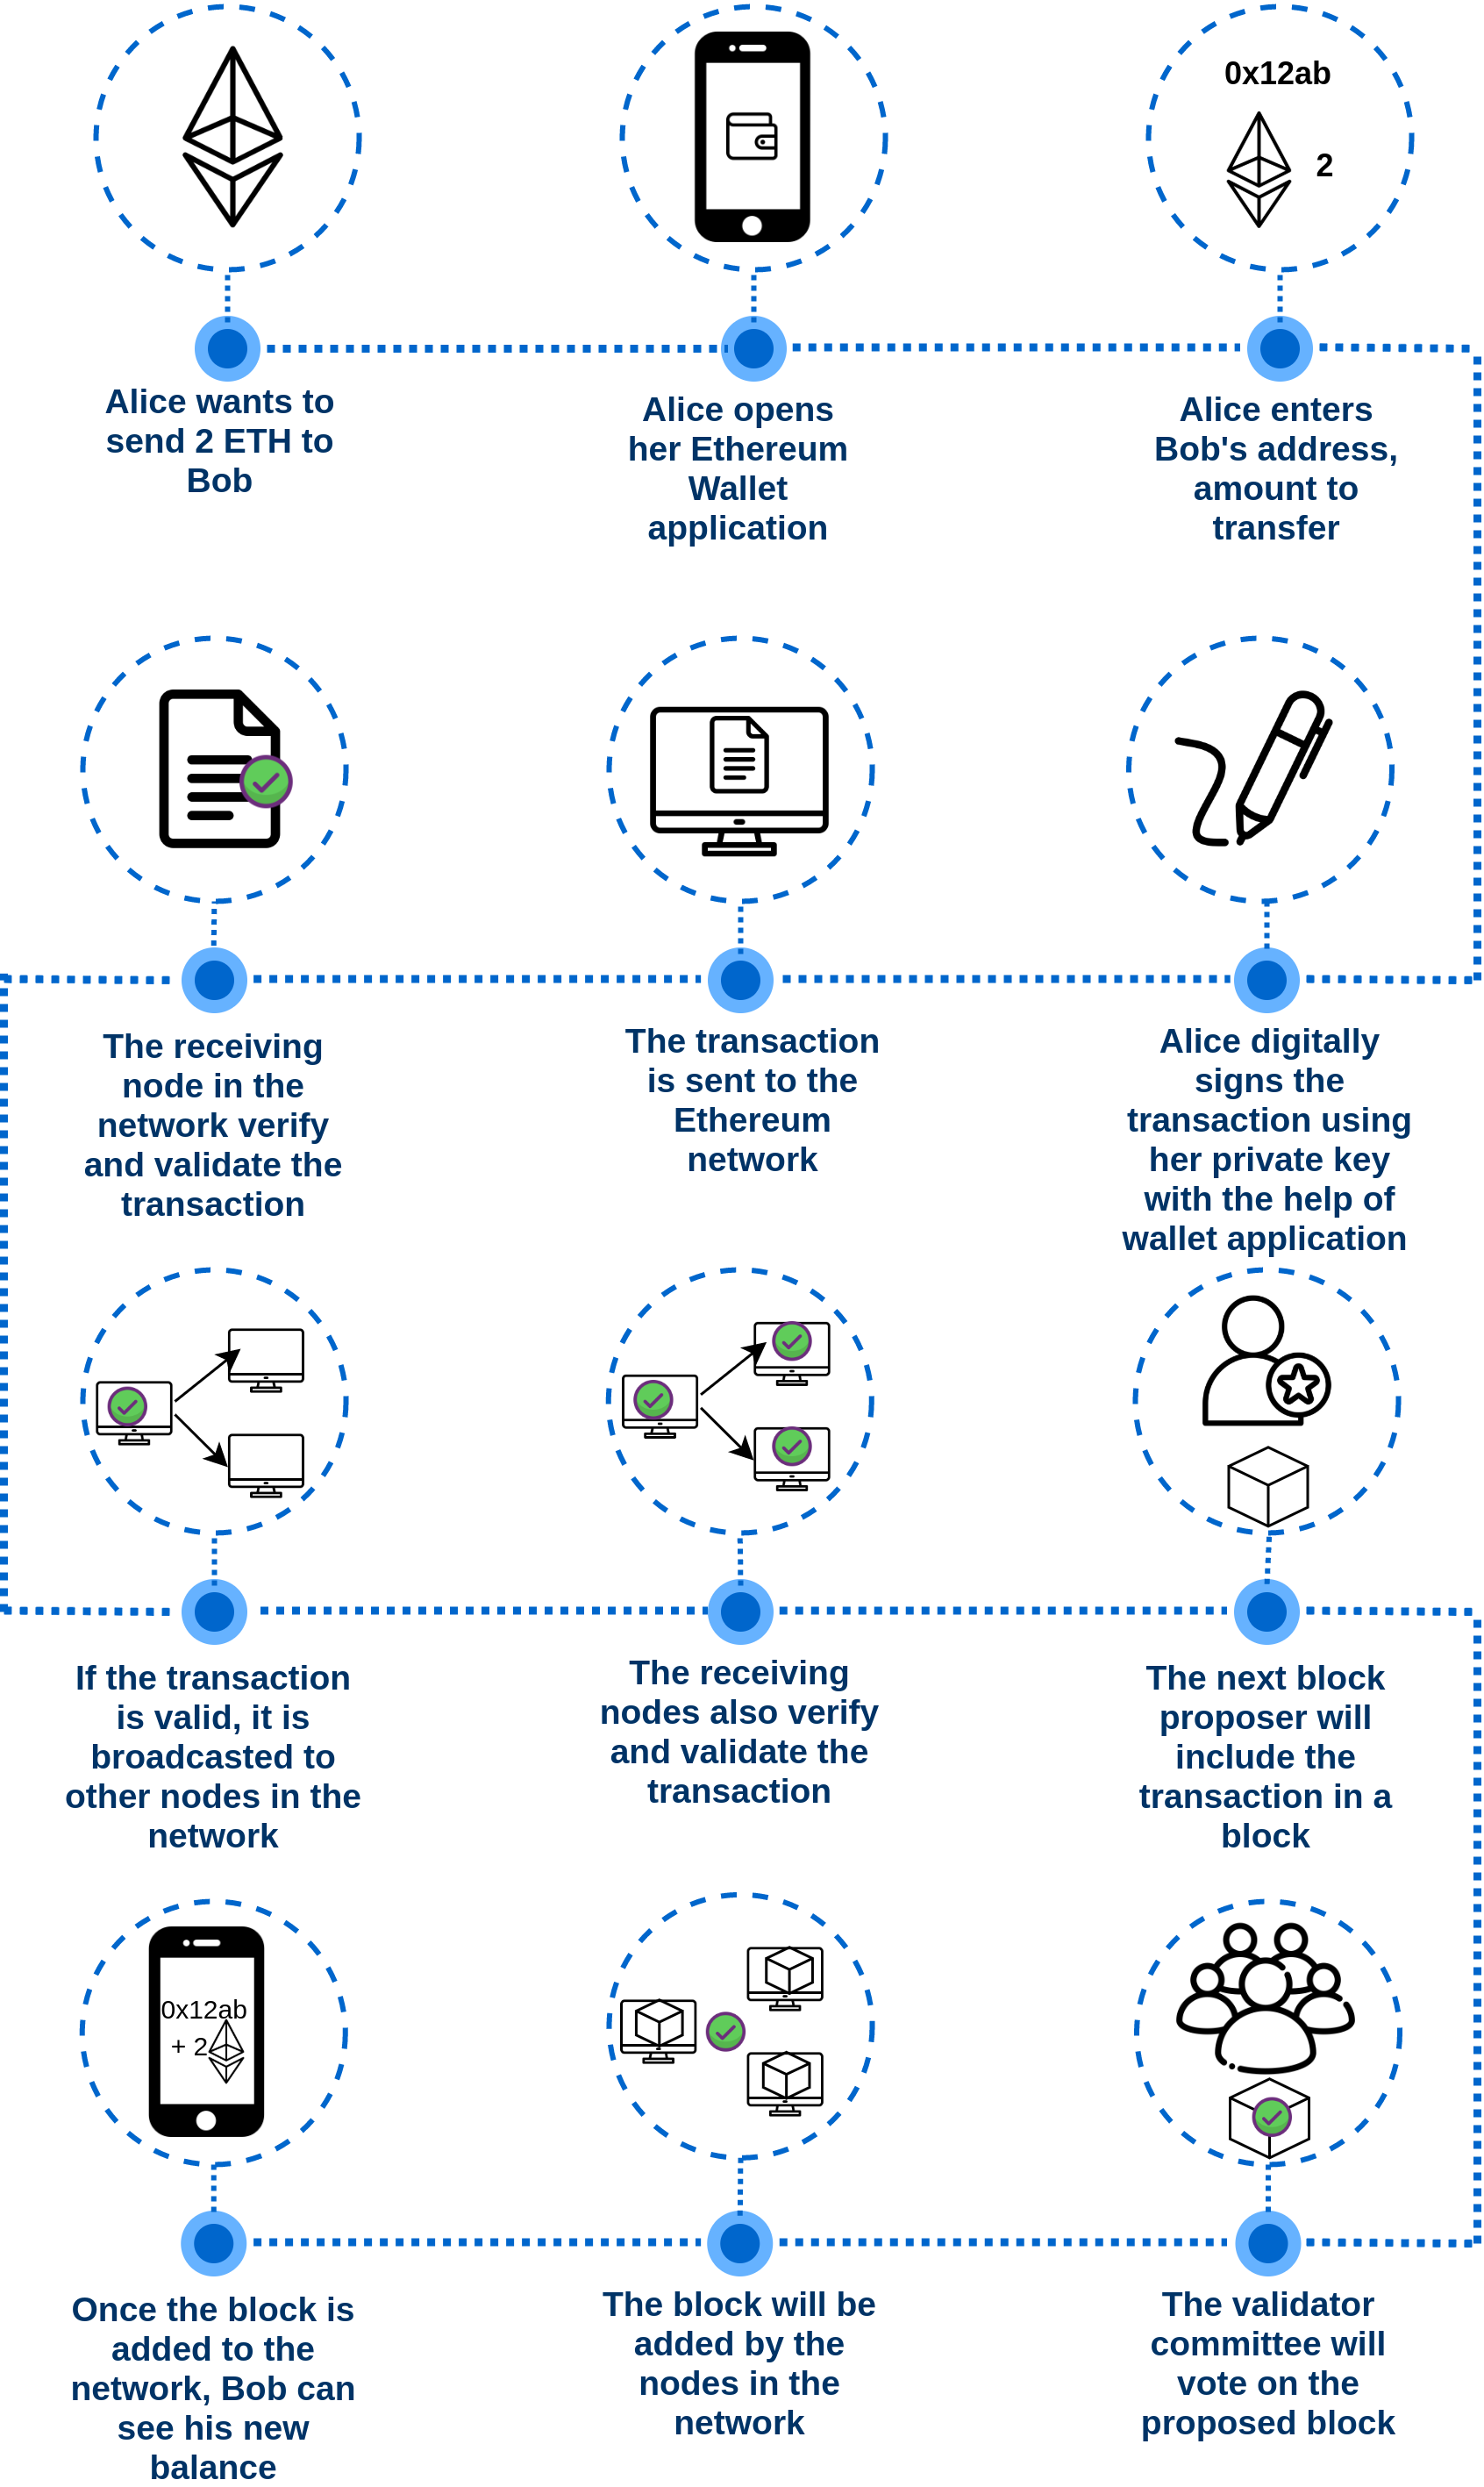 0x12ab
2
Alice wants to
send 2 ETH to
Bob
Alice opens
her Ethereum
Wallet
application
Alice enters
Bob's address,
amount to
transfer
Alice digitally
signs the
transaction using
her private key
with the help of
wallet application
The transaction
is sent to the
Ethereum
network
The receiving
node in the
network verify
and validate the
transaction
If the transaction
is valid, it is
broadcasted to
other nodes in the
network
The receiving
nodes also verify
and validate the
transaction
The next block
proposer will
include the
transaction in a
block
The validator
committee will
vote on the
proposed block
The block will be
added by the
nodes in the
network
0x12ab
+ 2
Once the block is
added to the
network, Bob can
see his new
balance